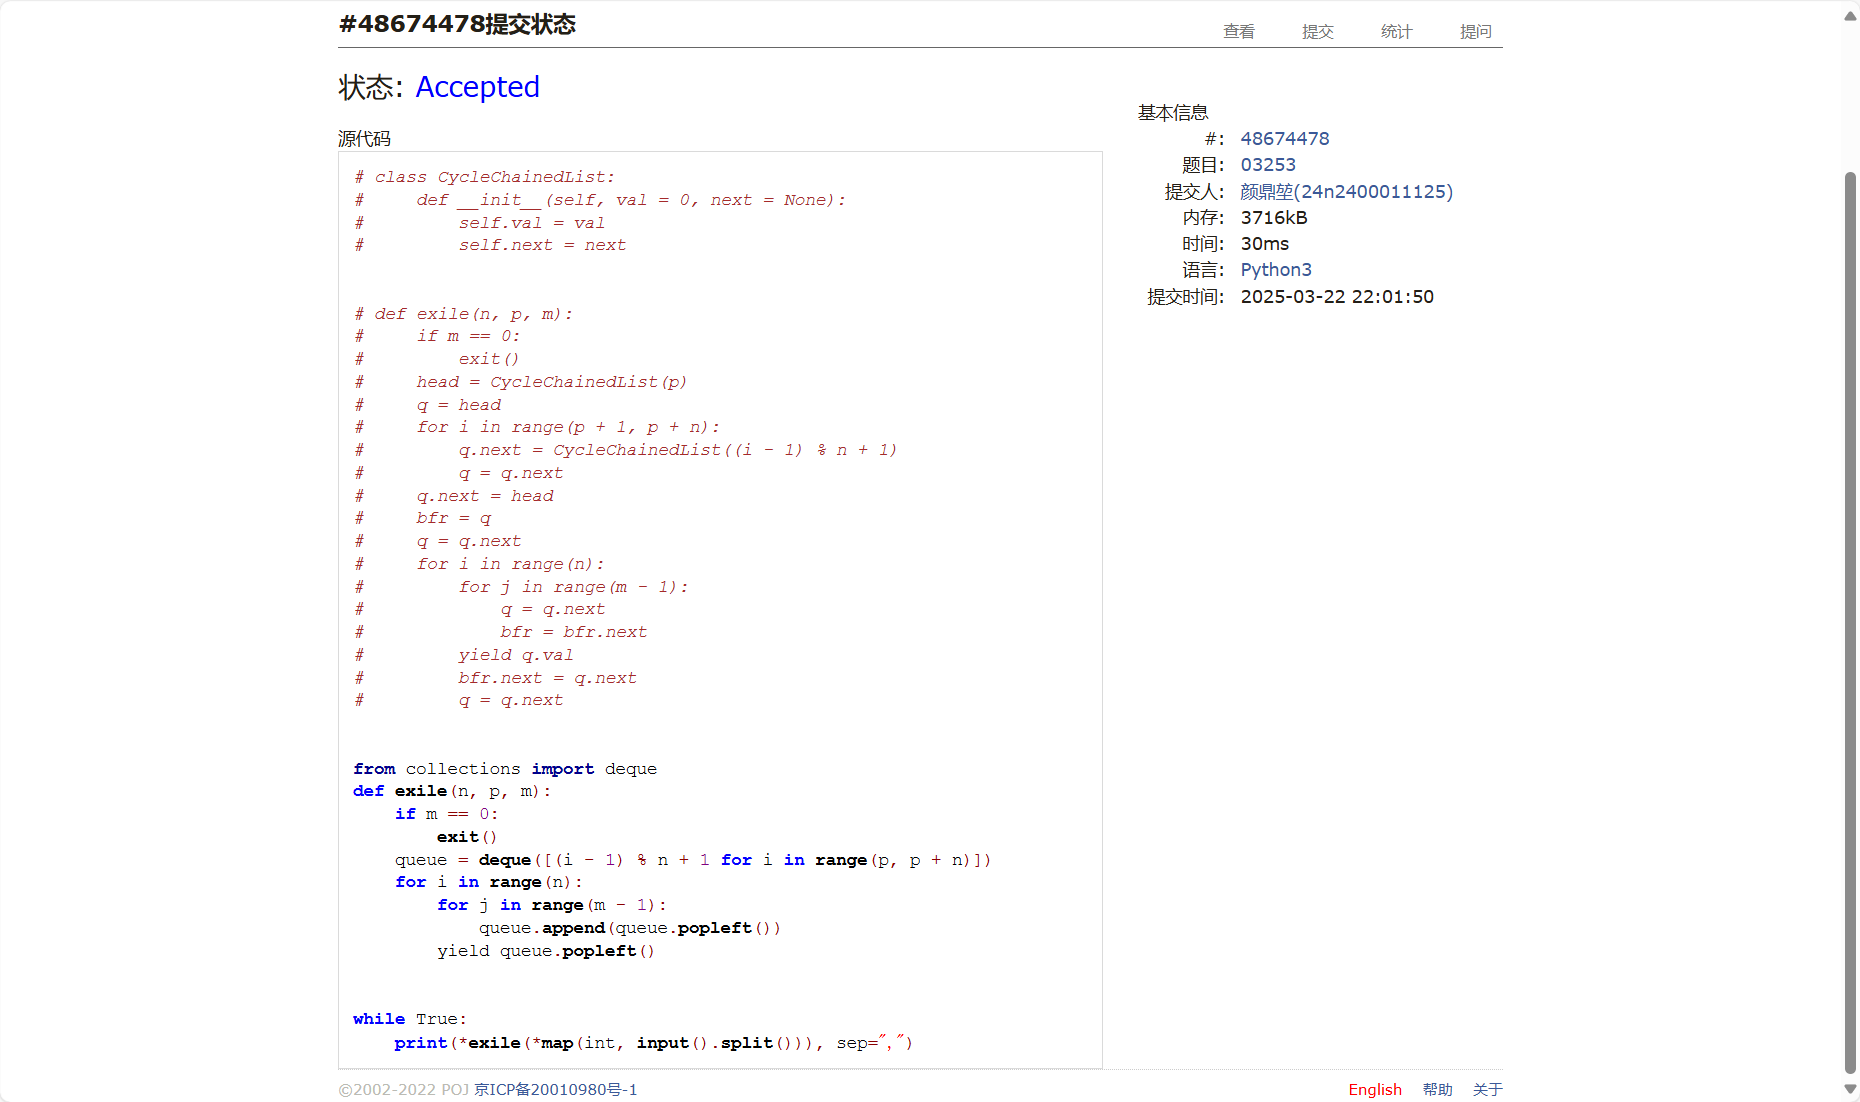 #48674478提交状态
查看 提交 统计 提问
状态: Accepted
源代码
# class CycleChainedList:
#     def __init__(self, val = 0, next = None):
#         self.val = val
#         self.next = next
# def exile(n, p, m):
#     if m == 0:
#         exit()
#     head = CycleChainedList(p)
#     q = head
#     for i in range(p + 1, p + n):
#         q.next = CycleChainedList((i - 1) % n + 1)
#         q = q.next
#     q.next = head
#     bfr = q
#     q = q.next
#     for i in range(n):
#         for j in range(m - 1):
#             q = q.next
#             bfr = bfr.next
#         yield q.val
#         bfr.next = q.next
#         q = q.next
from collections import deque
def exile(n, p, m):
    if m == 0:
        exit()
    queue = deque([(i - 1) % n + 1 for i in range(p, p + n)])
    for i in range(n):
        for j in range(m - 1):
            queue.append(queue.popleft())
        yield queue.popleft()
while True:
    print(*exile(*map(int, input().split())), sep=",")
基本信息
#: 48674478
题目: 03253
提交人: 颜鼎堃(24n2400011125)
内存: 3716kB
时间: 30ms
语言: Python3
提交时间: 2025-03-22 22:01:50
©2002-2022 POJ 京ICP备20010980号-1
English 帮助 关于